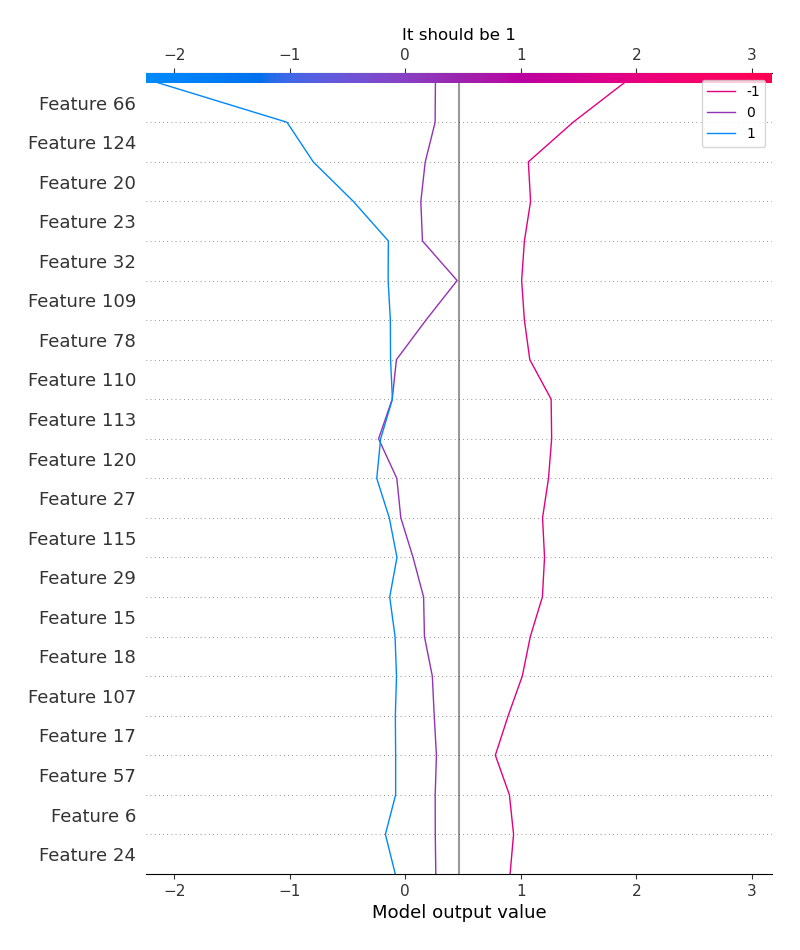 It should be 1
−2 −1 0 1 2 3
-1
0
1
Feature 66
Feature 124
Feature 20
Feature 23
Feature 32
Feature 109
Feature 78
Feature 110
Feature 113
Feature 120
Feature 27
Feature 115
Feature 29
Feature 15
Feature 18
Feature 107
Feature 17
Feature 57
Feature 6
Feature 24
−2 −1 0 1 2 3
Model output value